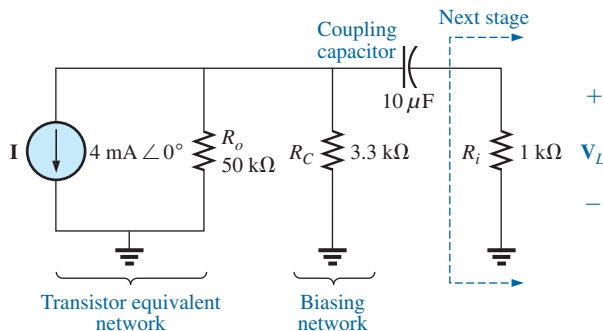 Next stage
Coupling
capacitor
10 μF
+
I
4 mA ∠ 0°
R_o
50 kΩ
R_C
3.3 kΩ
R_i
1 kΩ
V_L
−
Transistor equivalent
network
Biasing
network